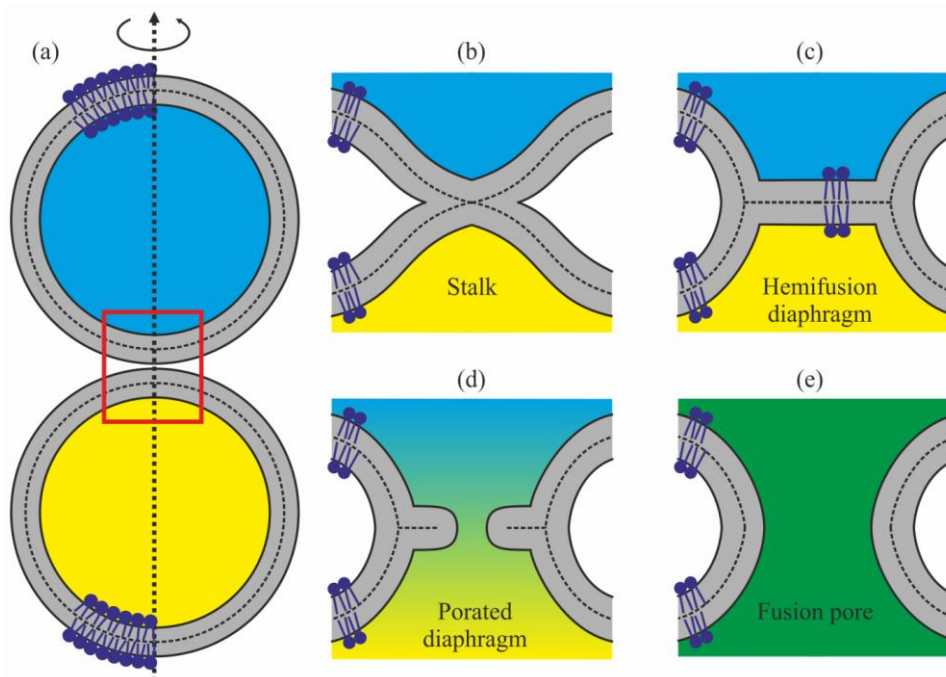 (a)
(b)
(c)
Stalk
Hemifusion
diaphragm
(d)
(e)
Porated
diaphragm
Fusion pore